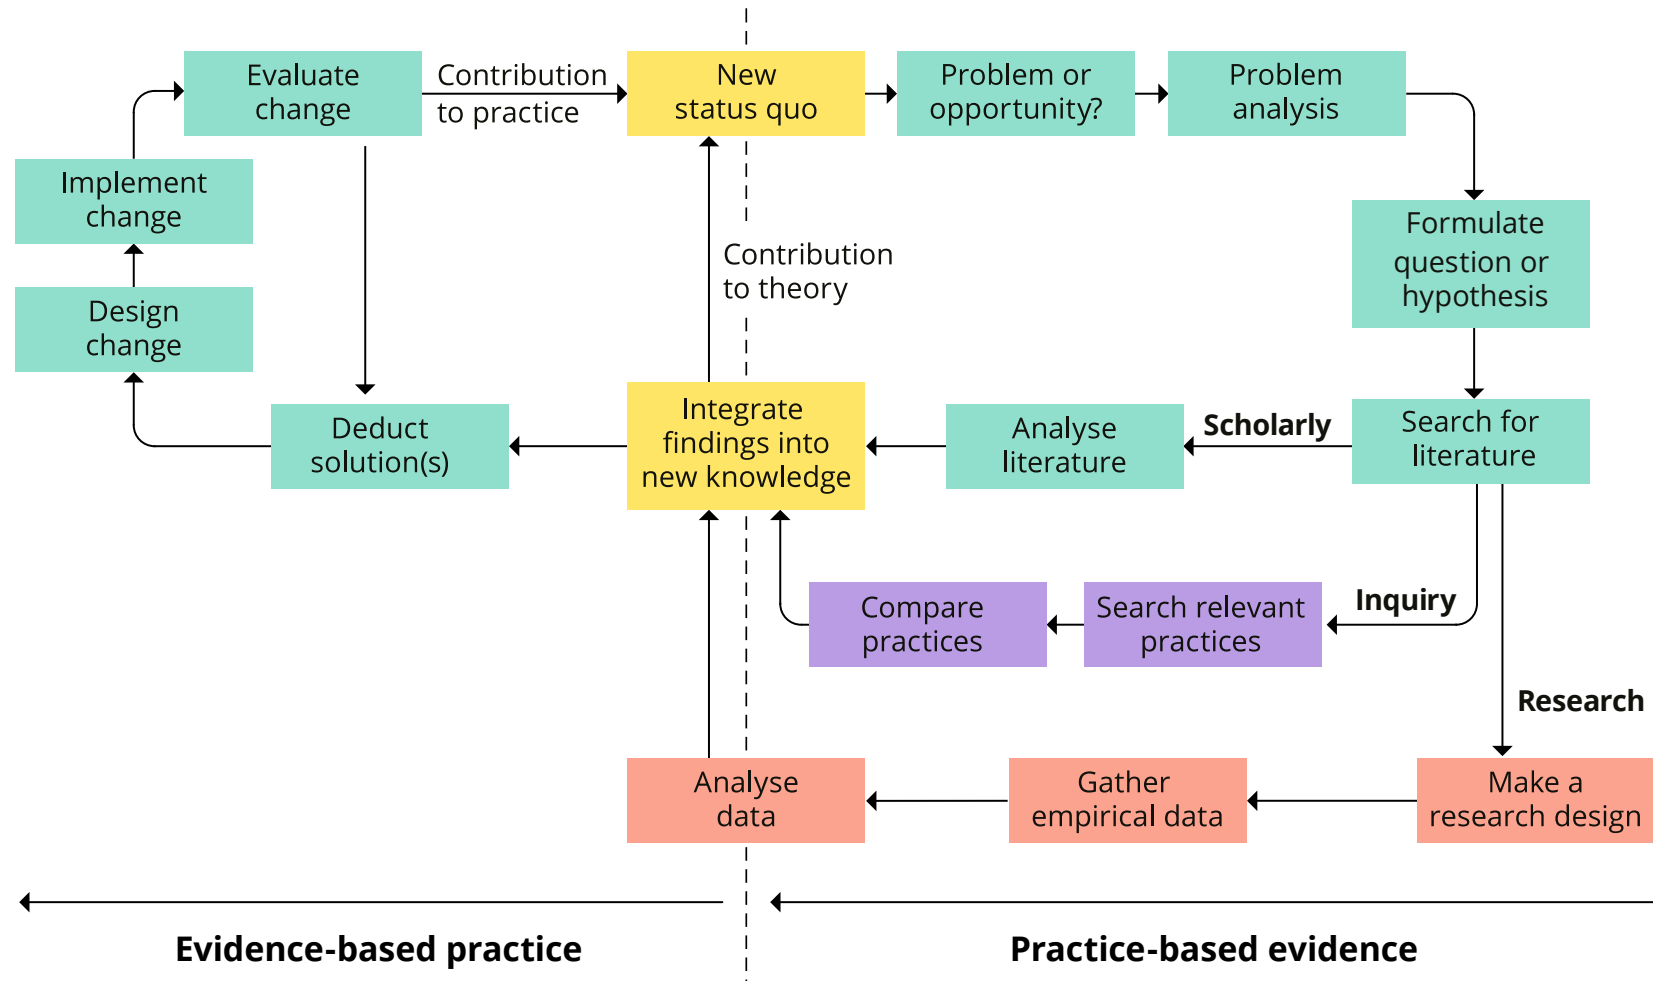 Evaluate
change
Contribution
to practice
New
status quo
Problem or
opportunity?
Problem
analysis
Implement
change
Formulate
question or
hypothesis
Contribution
to theory
Design
change
Deduct
solution(s)
Integrate
findings into
new knowledge
Analyse
literature
Scholarly
Search for
literature
Compare
practices
Search relevant
practices
Inquiry
Research
Analyse
data
Gather
empirical data
Make a
research design
Evidence-based practice
Practice-based evidence